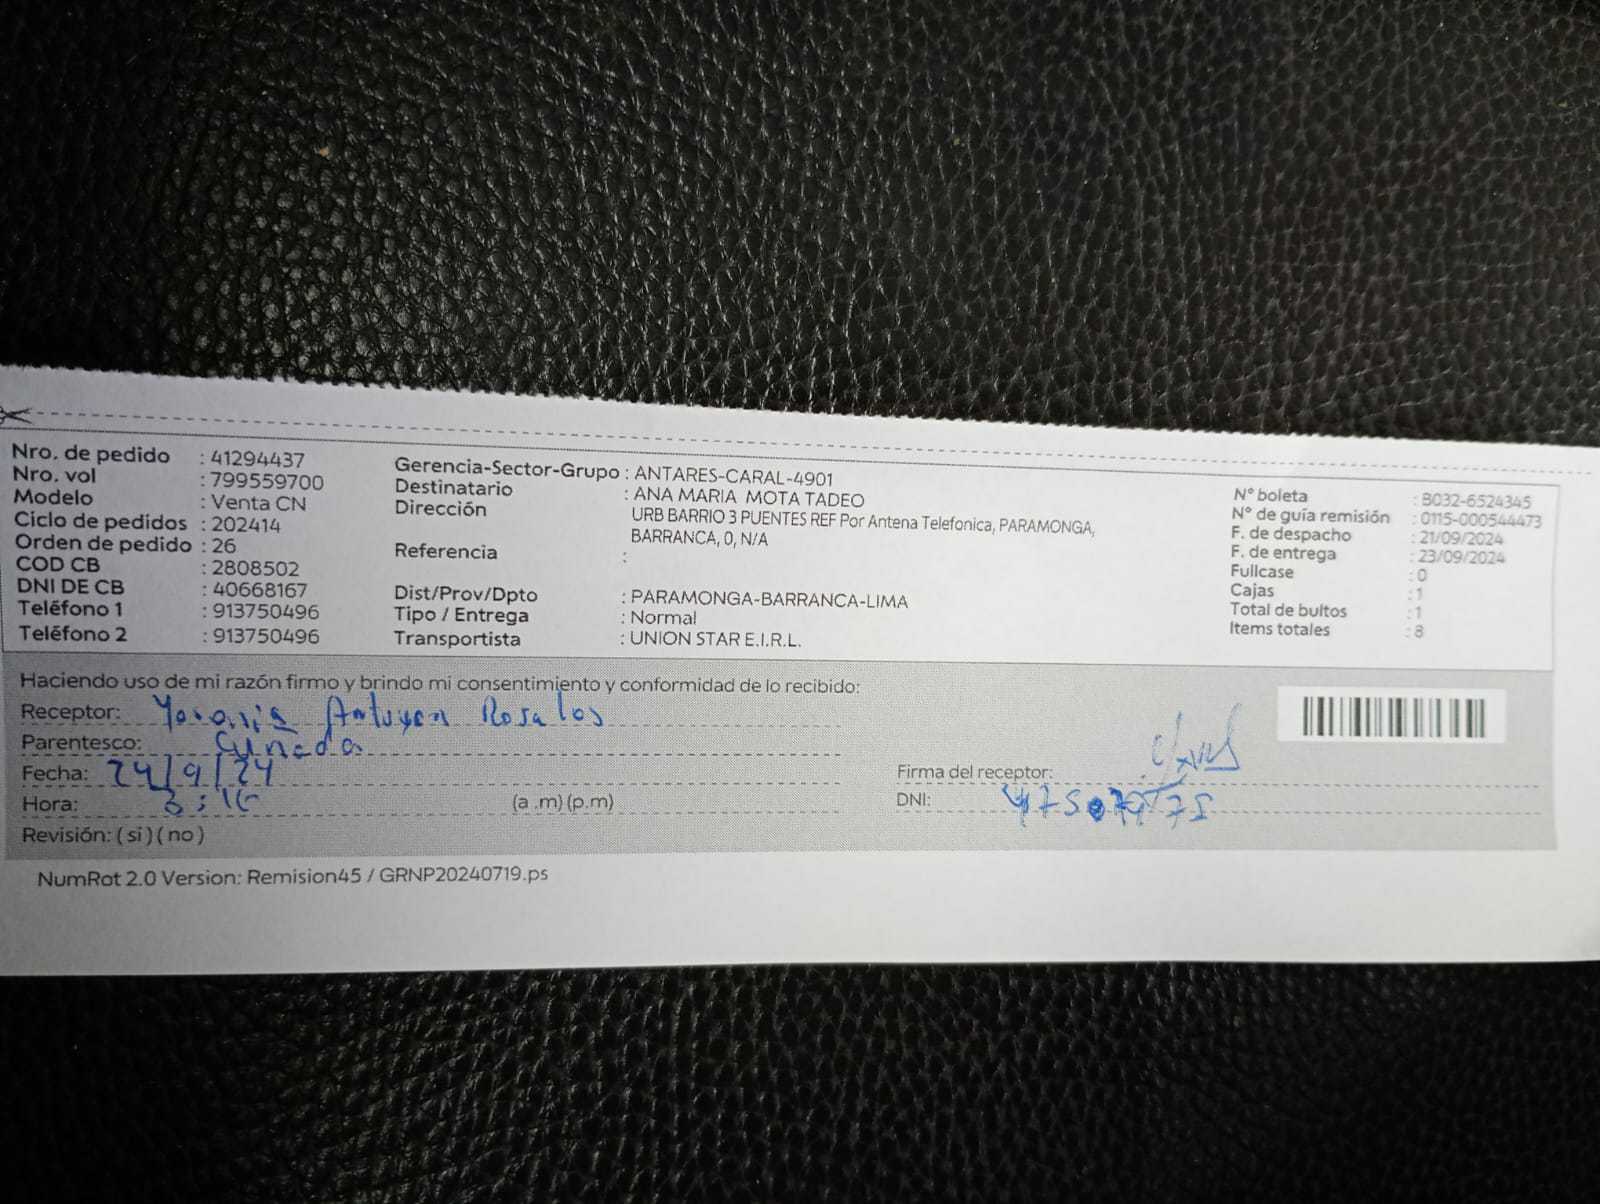 Nro. de pedido : 41294437
Nro. vol : 799559700
Modelo : Venta CN
Ciclo de pedidos : 202414
Orden de pedido : 26
COD CB : 2808502
DNI DE CB : 40668167
Teléfono 1 : 913750496
Teléfono 2 : 913750496
Gerencia-Sector-Grupo : ANTARES-CARAL-4901
Destinatario : ANA MARIA MOTA TADEO
Dirección URB BARRIO 3 PUENTES REF Por Antena Telefonica, PARAMONGA,
BARRANCA, 0, N/A
Referencia :
Dist/Prov/Dpto : PARAMONGA-BARRANCA-LIMA
Tipo / Entrega : Normal
Transportista : UNION STAR E.I.R.L.
N° boleta : B032-6524345
N° de guía remisión : 0115-000544473
F. de despacho : 21/09/2024
F. de entrega : 23/09/2024
Fullcase : 0
Cajas : 1
Total de bultos : 1
Items totales : 8
Haciendo uso de mi razón firmo y brindo mi consentimiento y conformidad de lo recibido:
Receptor: Rosales
Parentesco: Cuñada
Fecha: 24/9/24
Hora: (a .m) (p.m)
Revisión: ( si ) ( no )
Firma del receptor:
DNI:
NumRot 2.0 Version: Remision45 / GRNP20240719.ps